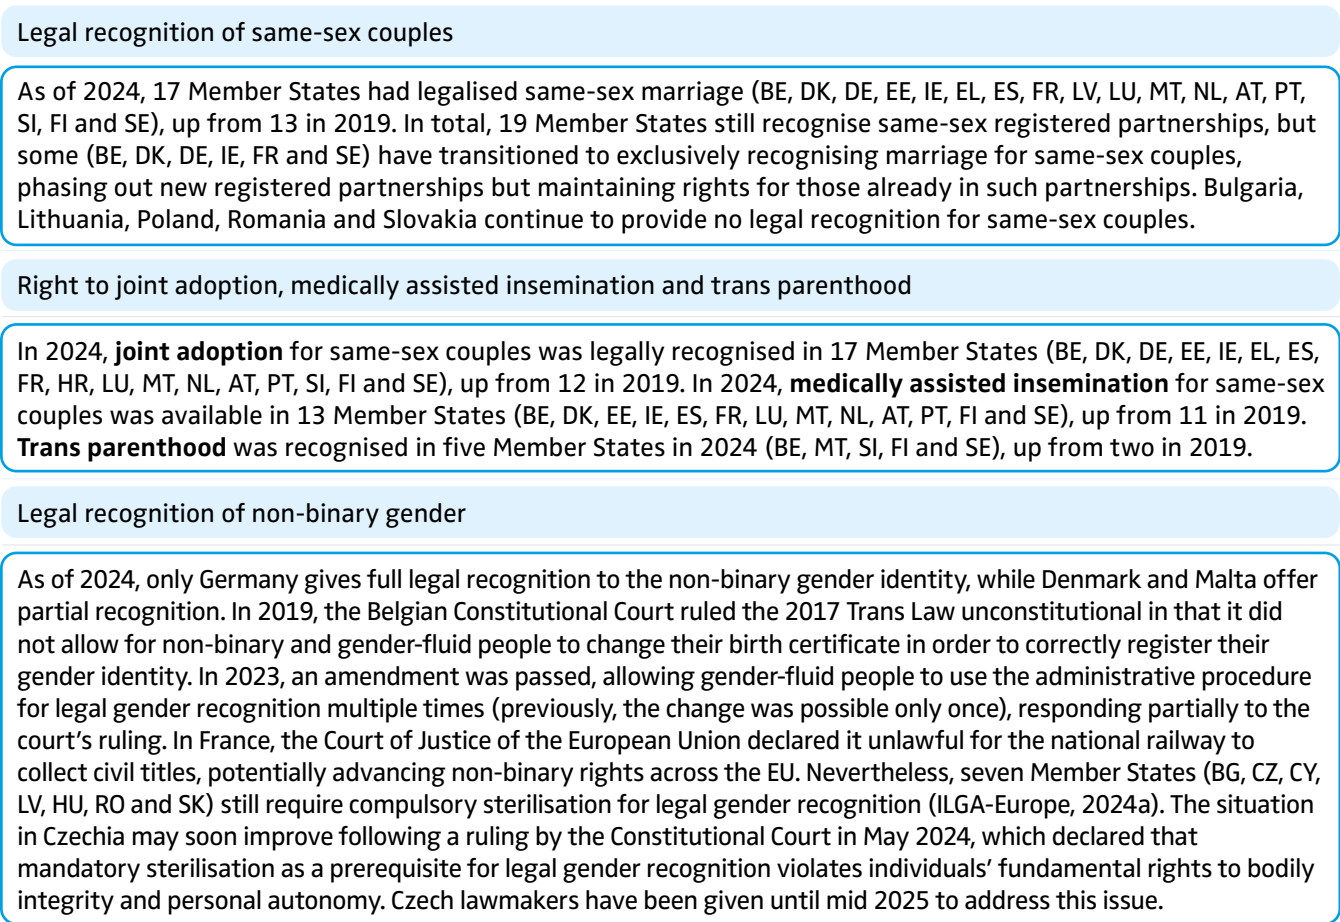 Legal recognition of same-sex couples
As of 2024, 17 Member States had legalised same-sex marriage (BE, DK, DE, EE, IE, EL, ES, FR, LV, LU, MT, NL, AT, PT,
SI, FI and SE), up from 13 in 2019. In total, 19 Member States still recognise same-sex registered partnerships, but
some (BE, DK, DE, IE, FR and SE) have transitioned to exclusively recognising marriage for same-sex couples,
phasing out new registered partnerships but maintaining rights for those already in such partnerships. Bulgaria,
Lithuania, Poland, Romania and Slovakia continue to provide no legal recognition for same-sex couples.
Right to joint adoption, medically assisted insemination and trans parenthood
In 2024, joint adoption for same-sex couples was legally recognised in 17 Member States (BE, DK, DE, EE, IE, EL, ES,
FR, HR, LU, MT, NL, AT, PT, SI, FI and SE), up from 12 in 2019. In 2024, medically assisted insemination for same-sex
couples was available in 13 Member States (BE, DK, EE, IE, ES, FR, LU, MT, NL, AT, PT, FI and SE), up from 11 in 2019.
Trans parenthood was recognised in five Member States in 2024 (BE, MT, SI, FI and SE), up from two in 2019.
Legal recognition of non-binary gender
As of 2024, only Germany gives full legal recognition to the non-binary gender identity, while Denmark and Malta offer
partial recognition. In 2019, the Belgian Constitutional Court ruled the 2017 Trans Law unconstitutional in that it did
not allow for non-binary and gender-fluid people to change their birth certificate in order to correctly register their
gender identity. In 2023, an amendment was passed, allowing gender-fluid people to use the administrative procedure
for legal gender recognition multiple times (previously, the change was possible only once), responding partially to the
court's ruling. In France, the Court of Justice of the European Union declared it unlawful for the national railway to
collect civil titles, potentially advancing non-binary rights across the EU. Nevertheless, seven Member States (BG, CZ, CY,
LV, HU, RO and SK) still require compulsory sterilisation for legal gender recognition (ILGA-Europe, 2024a). The situation
in Czechia may soon improve following a ruling by the Constitutional Court in May 2024, which declared that
mandatory sterilisation as a prerequisite for legal gender recognition violates individuals' fundamental rights to bodily
integrity and personal autonomy. Czech lawmakers have been given until mid 2025 to address this issue.